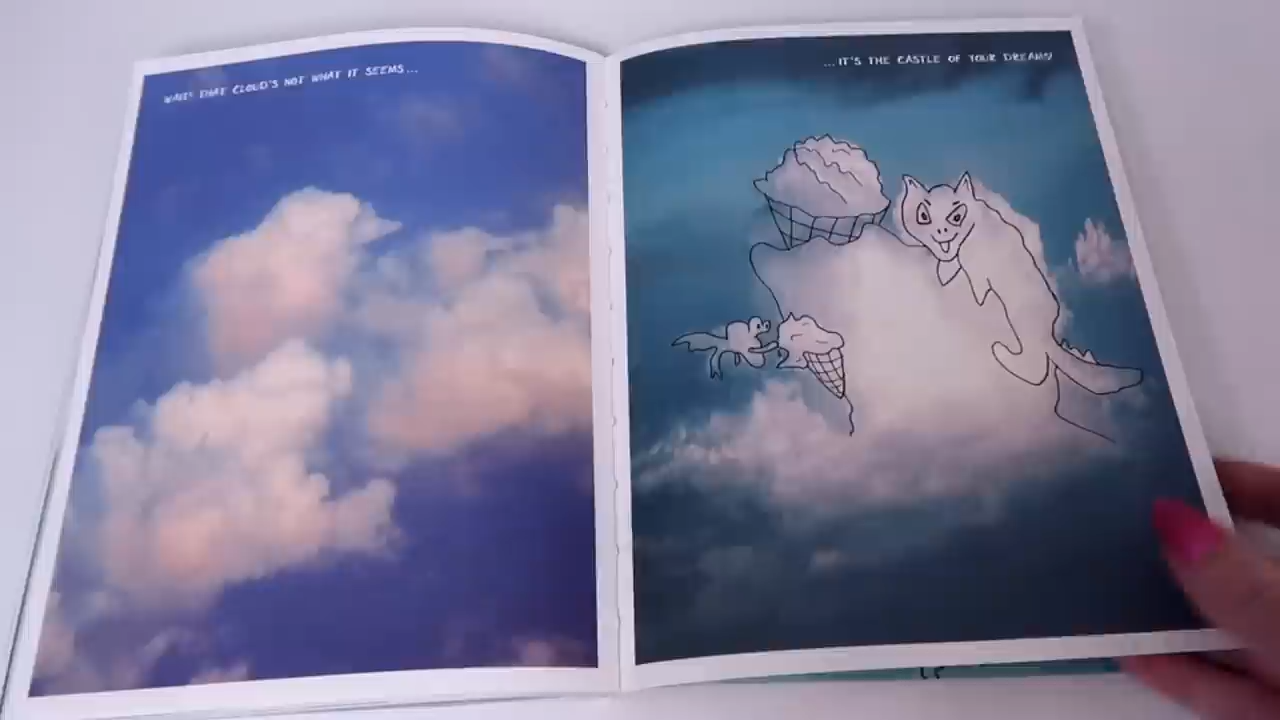 WAIT! THAT CLOUD'S NOT WHAT IT SEEMS...
...IT'S THE CASTLE OF YOUR DREAMS!